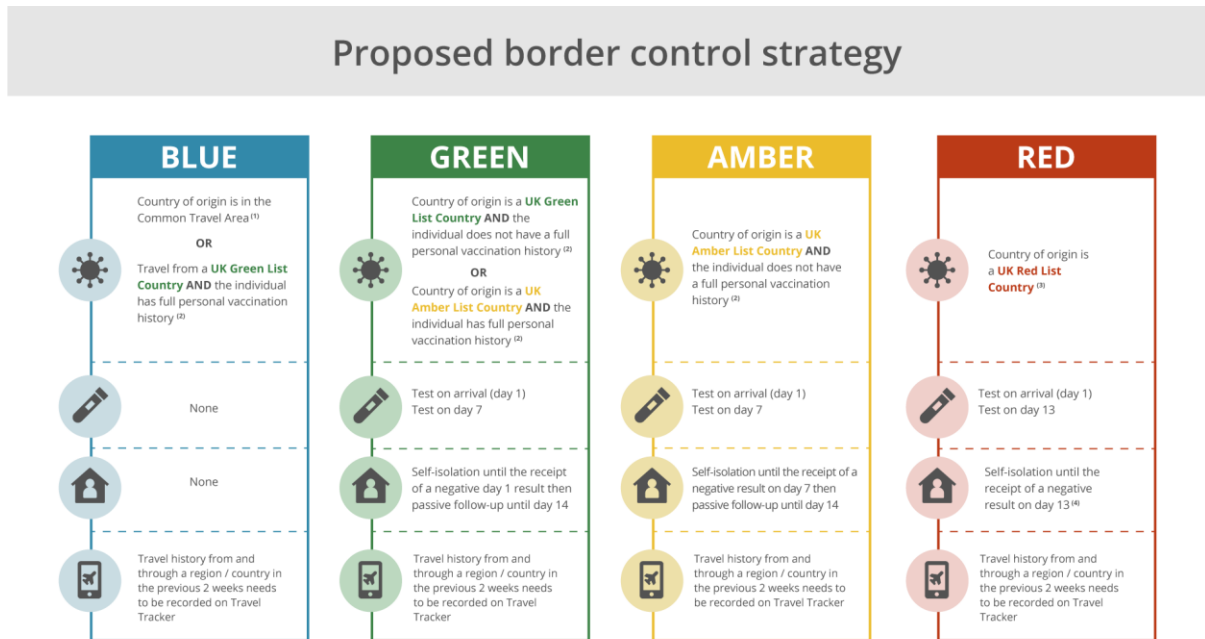 Proposed border control strategy
BLUE
Country of origin is in the
Common Travel Area (1)
OR
Travel from a UK Green List
Country AND the individual
has full personal vaccination
history (2)
None
None
Travel history from and
through a region / country in
the previous 2 weeks needs
to be recorded on Travel
Tracker
GREEN
Country of origin is a UK Green
List Country AND the
individual does not have a full
personal vaccination history (2)
OR
Country of origin is a UK
Amber List Country AND the
individual has full personal
vaccination history (2)
Test on arrival (day 1)
Test on day 7
Self-isolation until the receipt
of a negative day 1 result then
passive follow-up until day 14
Travel history from and
through a region / country in
the previous 2 weeks needs
to be recorded on Travel
Tracker
AMBER
Country of origin is a UK
Amber List Country AND
the individual does not have
a full personal vaccination
history (2)
Test on arrival (day 1)
Test on day 7
Self-isolation until the receipt of a
negative result on day 7 then
passive follow-up until day 14
Travel history from and
through a region / country in
the previous 2 weeks needs
to be recorded on Travel
Tracker
RED
Country of origin is
a UK Red List
Country (3)
Test on arrival (day 1)
Test on day 13
Self-isolation until the
receipt of a negative
result on day 13 (4)
Travel history from and
through a region / country in
the previous 2 weeks needs
to be recorded on Travel
Tracker